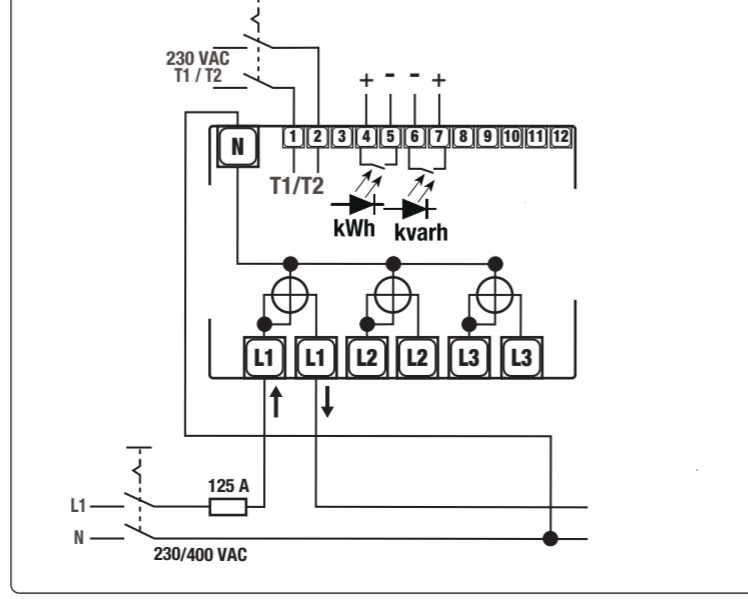 230 VAC
T1 / T2
+ - - +
N
1 2 3 4 5 6 7 8 9 10 11 12
T1/T2
kWh
kvarh
L1 L1 L2 L2 L3 L3
125 A
L1
N
230/400 VAC